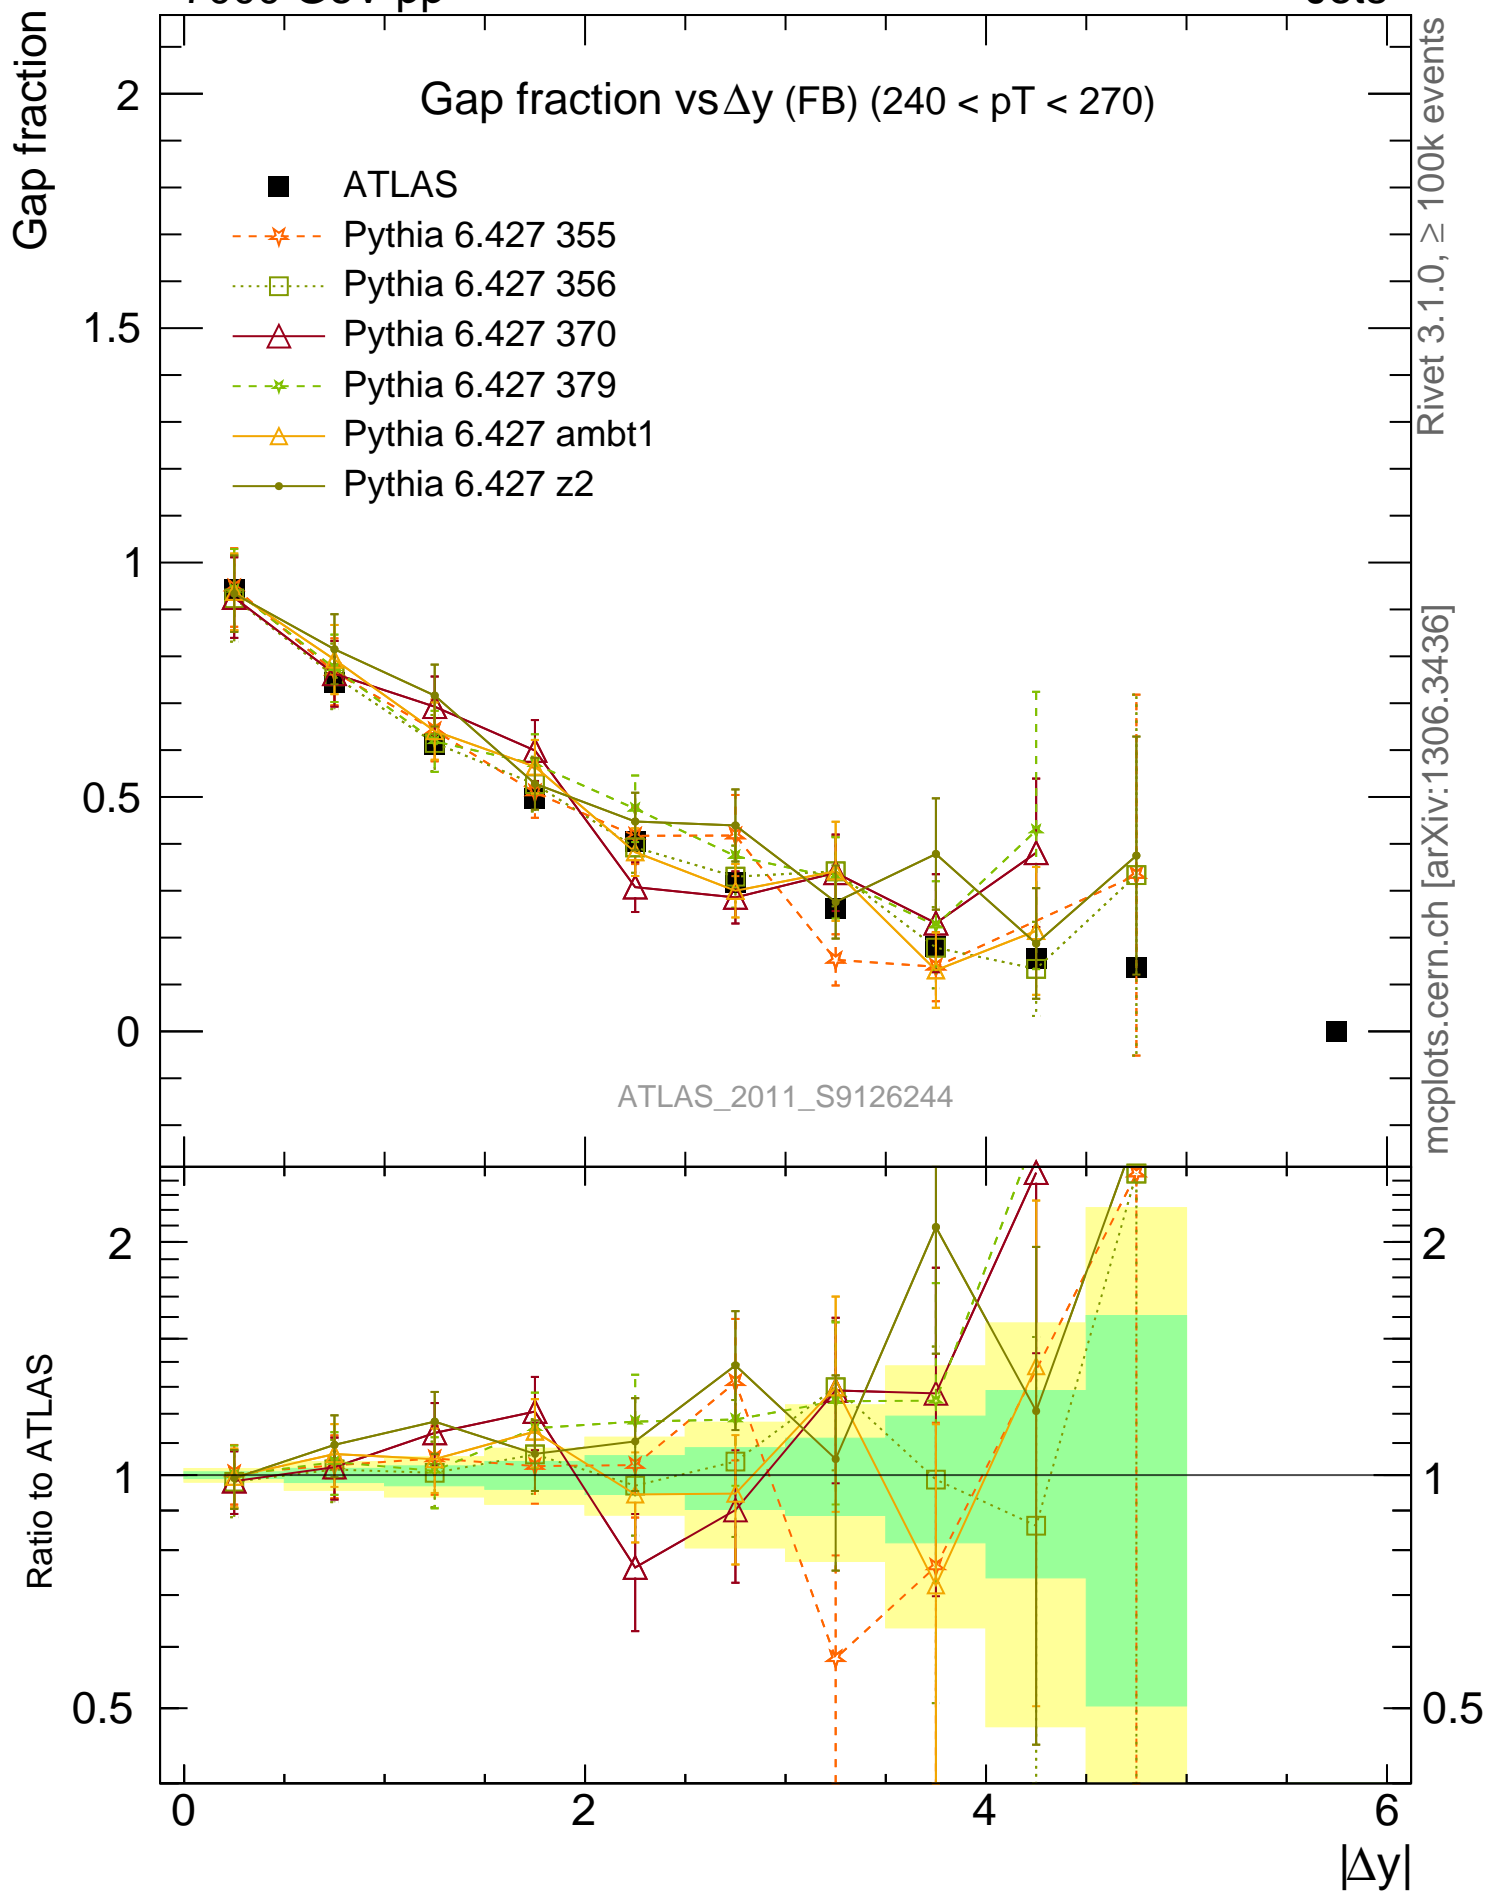 Gap fraction vs Δy (FB) (240 < pT < 270)
Gap fraction
2
1.5
1
0.5
0
ATLAS
Pythia 6.427 355
Pythia 6.427 356
Pythia 6.427 370
Pythia 6.427 379
Pythia 6.427 ambt1
Pythia 6.427 z2
ATLAS_2011_S9126244
Rivet 3.1.0, ≥ 100k events
mcplots.cern.ch [arXiv:1306.3436]
Ratio to ATLAS
2
1
0.5
2
1
0.5
0
2
4
6
|Δy|